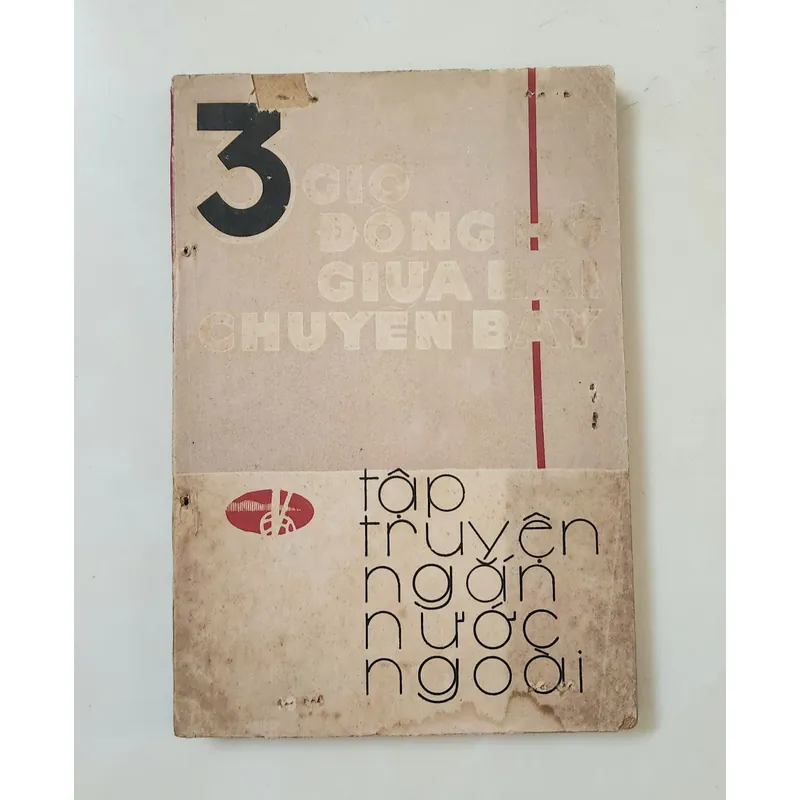 3 GIỜ
ĐỒNG HỒ
GIỮA HAI
CHUYẾN BAY
tập
truyện
ngắn
nước
ngoài